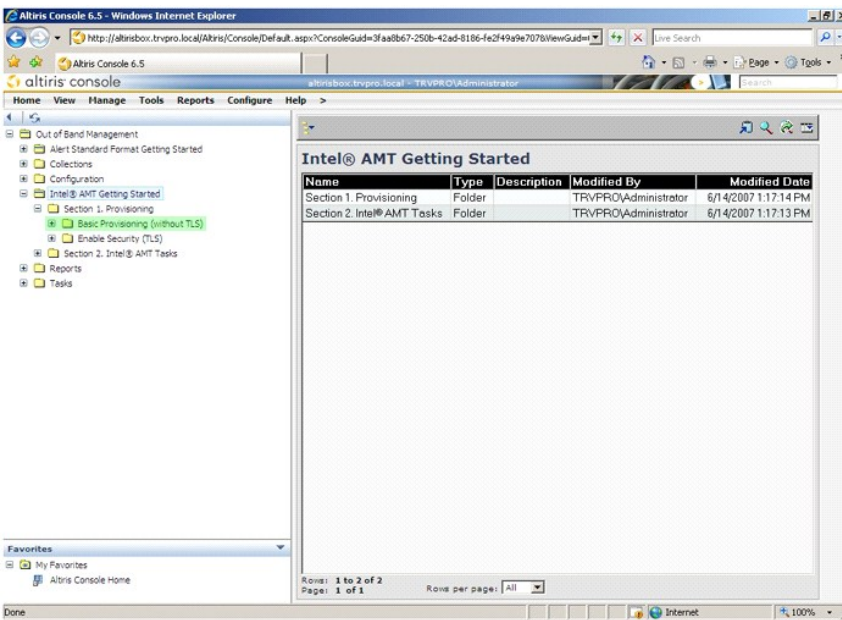 Altiris Console 6.5 - Windows Internet Explorer
http://altirisbox.trvpro.local/Altiris/Console/Default.aspx?ConsoleGuid=3faa8b67-250b-42ad-8186-fe2f49a9e707&ViewGuid=
Live Search
Altiris Console 6.5
Page
Tools
altiris console
altirisbox.trvpro.local - TRVPRO\Administrator
Search
Home View Manage Tools Reports Configure Help >
Out of Band Management
Alert Standard Format Getting Started
Collections
Configuration
Intel® AMT Getting Started
Section 1. Provisioning
Basic Provisioning (without TLS)
Enable Security (TLS)
Section 2. Intel® AMT Tasks
Reports
Tasks
Intel® AMT Getting Started
Name Type Description Modified By Modified Date
Section 1. Provisioning Folder TRVPRO\Administrator 6/14/2007 1:17:14 PM
Section 2. Intel® AMT Tasks Folder TRVPRO\Administrator 6/14/2007 1:17:13 PM
Favorites
My Favorites
Altiris Console Home
Rows: 1 to 2 of 2
Page: 1 of 1
Rows per page: All
Done
Internet
100%